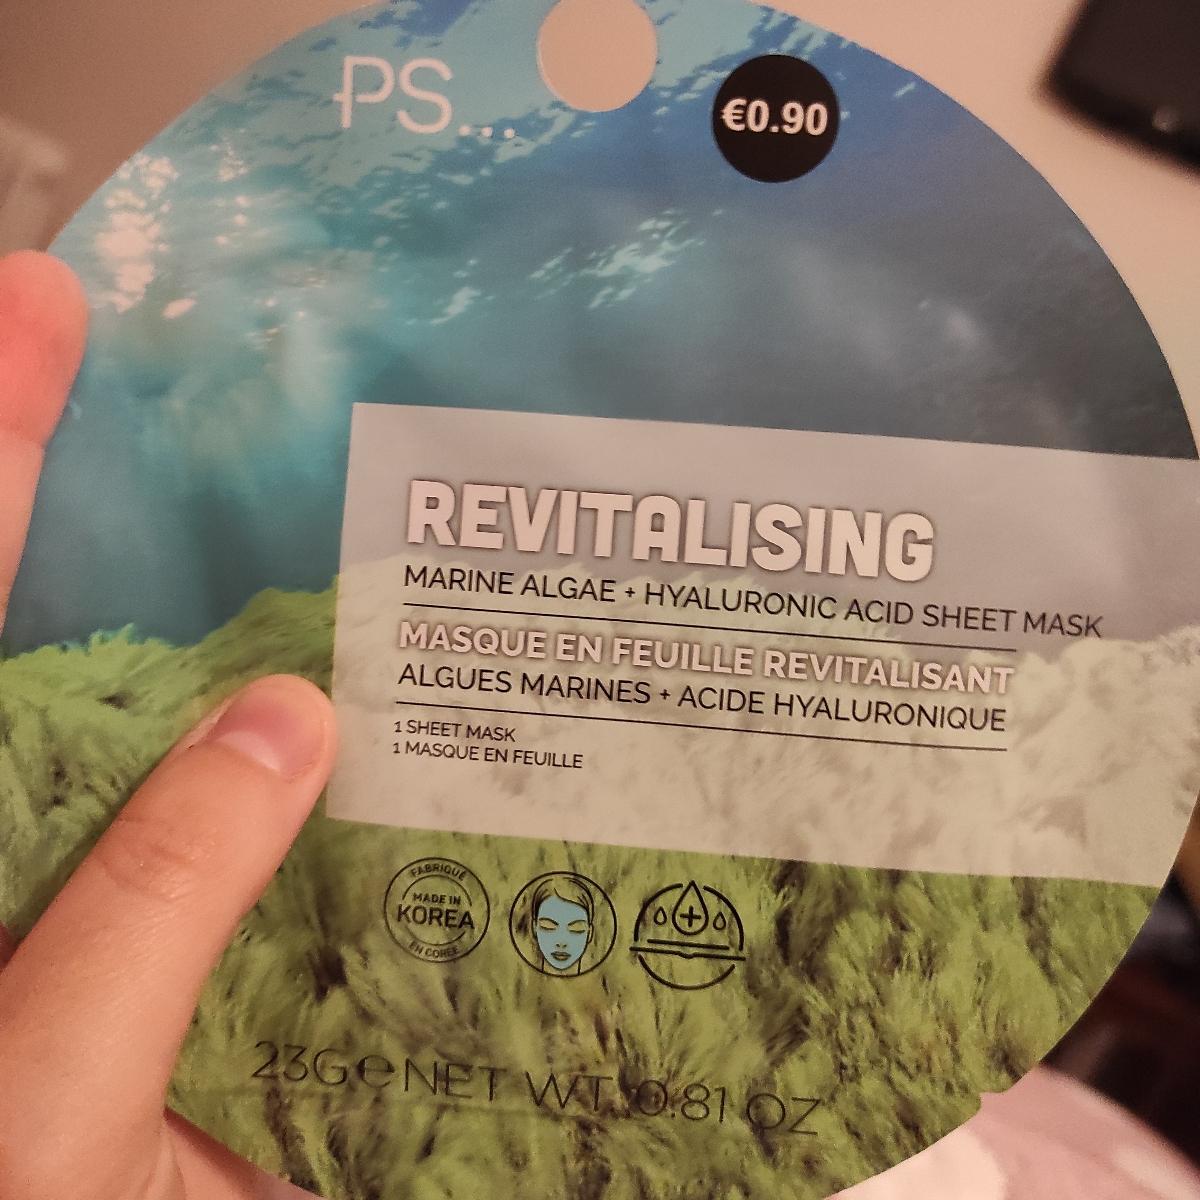 PS...
€0.90
REVITALISING
MARINE ALGAE + HYALURONIC ACID SHEET MASK
MASQUE EN FEUILLE REVITALISANT
ALGUES MARINES + ACIDE HYALURONIQUE
1 SHEET MASK
1 MASQUE EN FEUILLE
FABRIQUÉ
MADE IN
KOREA
EN CORÉE
23G℮ NET WT. 0.81 OZ